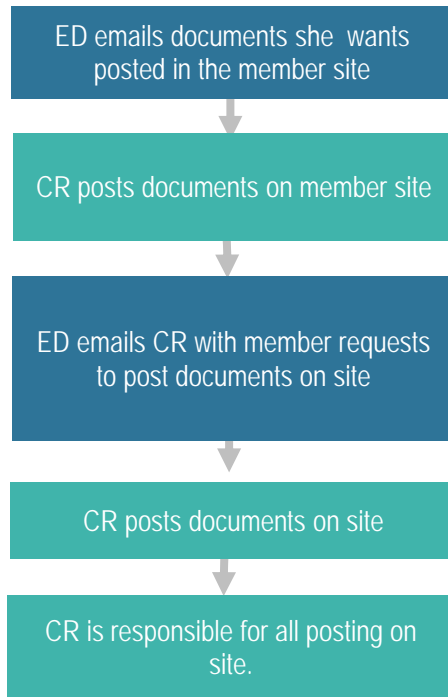 ED emails documents she wants
posted in the member site
CR posts documents on member site
ED emails CR with member requests
to post documents on site
CR posts documents on site
CR is responsible for all posting on
site.